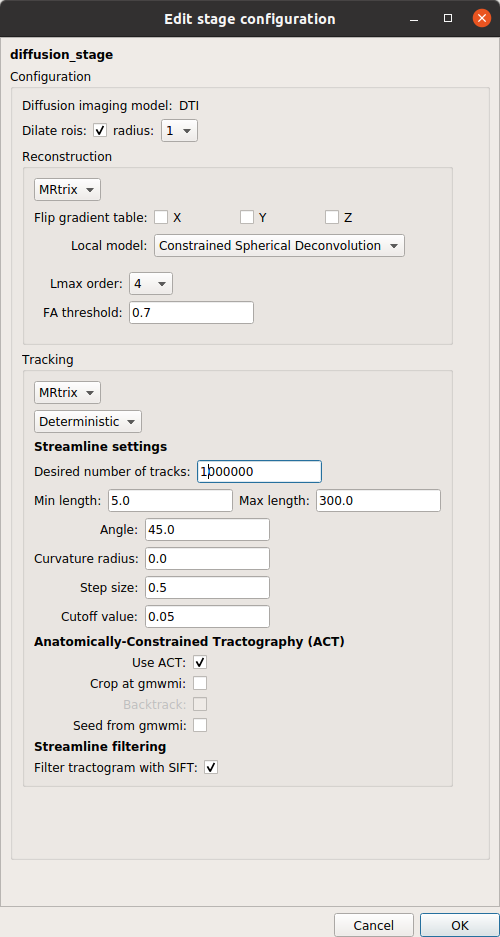 Edit stage configuration
diffusion_stage
Configuration
Diffusion imaging model: DTI
Dilate rois: radius: 1
Reconstruction
MRtrix
Flip gradient table: X Y Z
Local model: Constrained Spherical Deconvolution
Lmax order: 4
FA threshold: 0.7
Tracking
MRtrix
Deterministic
Streamline settings
Desired number of tracks: 1000000
Min length: 5.0 Max length: 300.0
Angle: 45.0
Curvature radius: 0.0
Step size: 0.5
Cutoff value: 0.05
Anatomically-Constrained Tractography (ACT)
Use ACT:
Crop at gmwmi:
Backtrack:
Seed from gmwmi:
Streamline filtering
Filter tractogram with SIFT:
Cancel OK